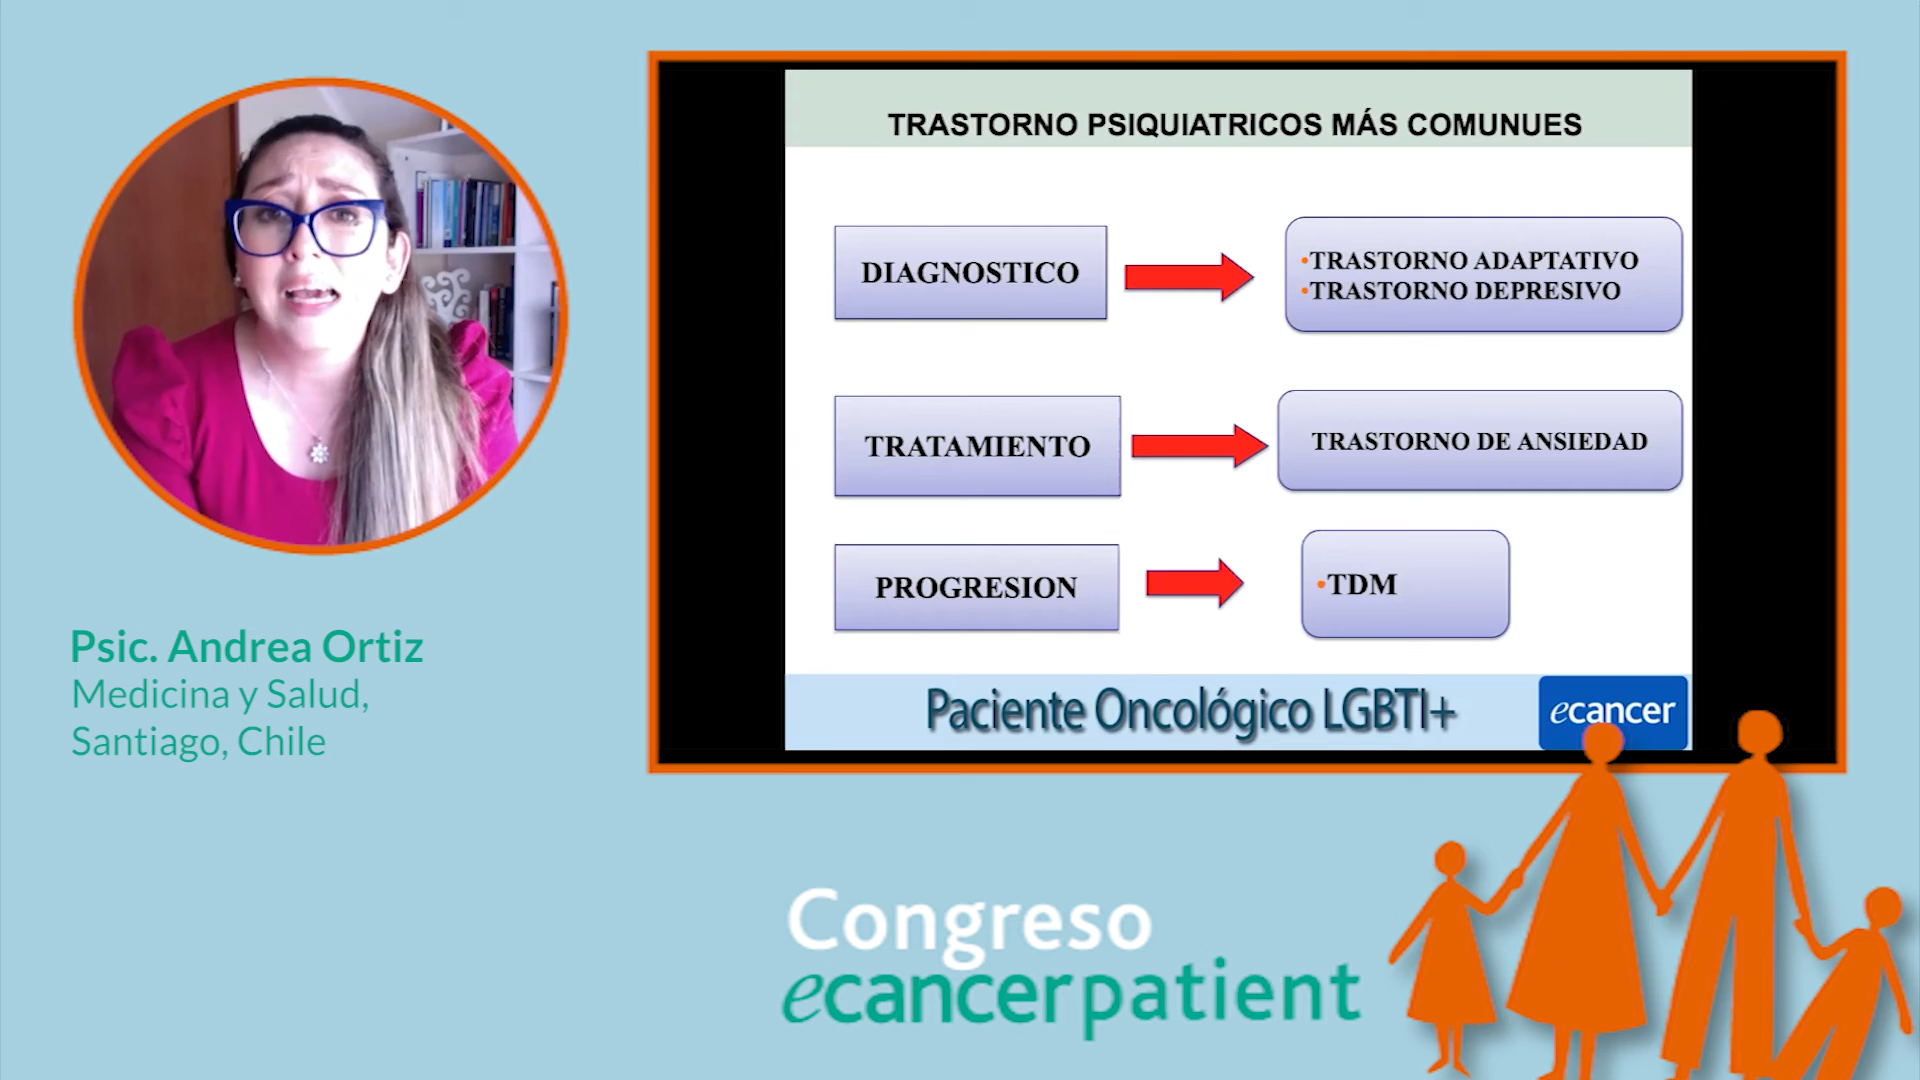 TRASTORNO PSIQUIATRICOS MÁS COMUNUES
DIAGNOSTICO
•TRASTORNO ADAPTATIVO
•TRASTORNO DEPRESIVO
TRATAMIENTO
TRASTORNO DE ANSIEDAD
PROGRESION
•TDM
Paciente Oncológico LGBTI+
ecancer
Psic. Andrea Ortiz
Medicina y Salud,
Santiago, Chile
Congreso
ecancerpatient